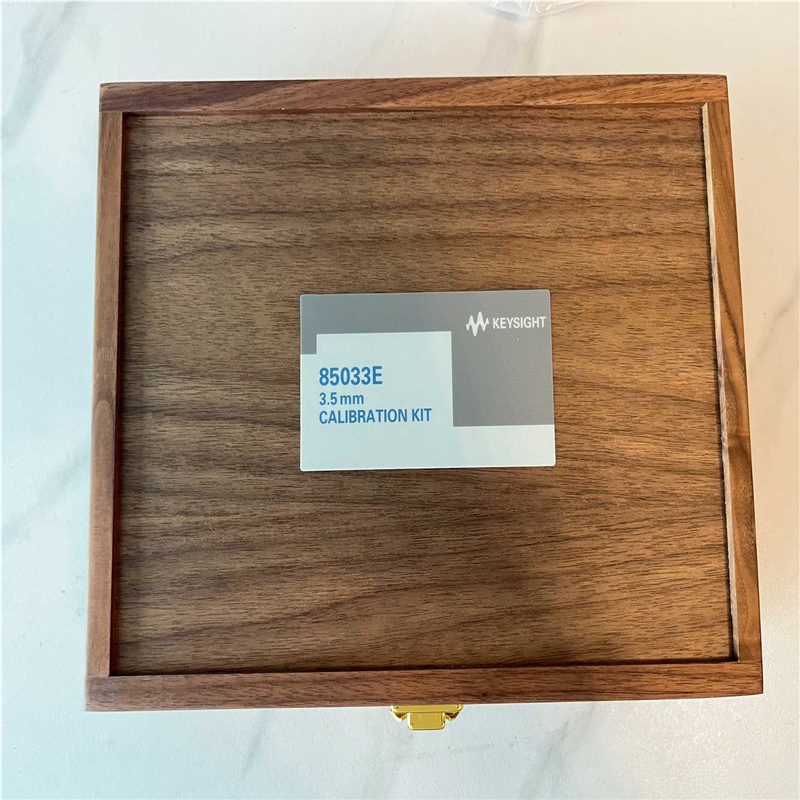 KEYSIGHT
85033E
3.5 mm
CALIBRATION KIT